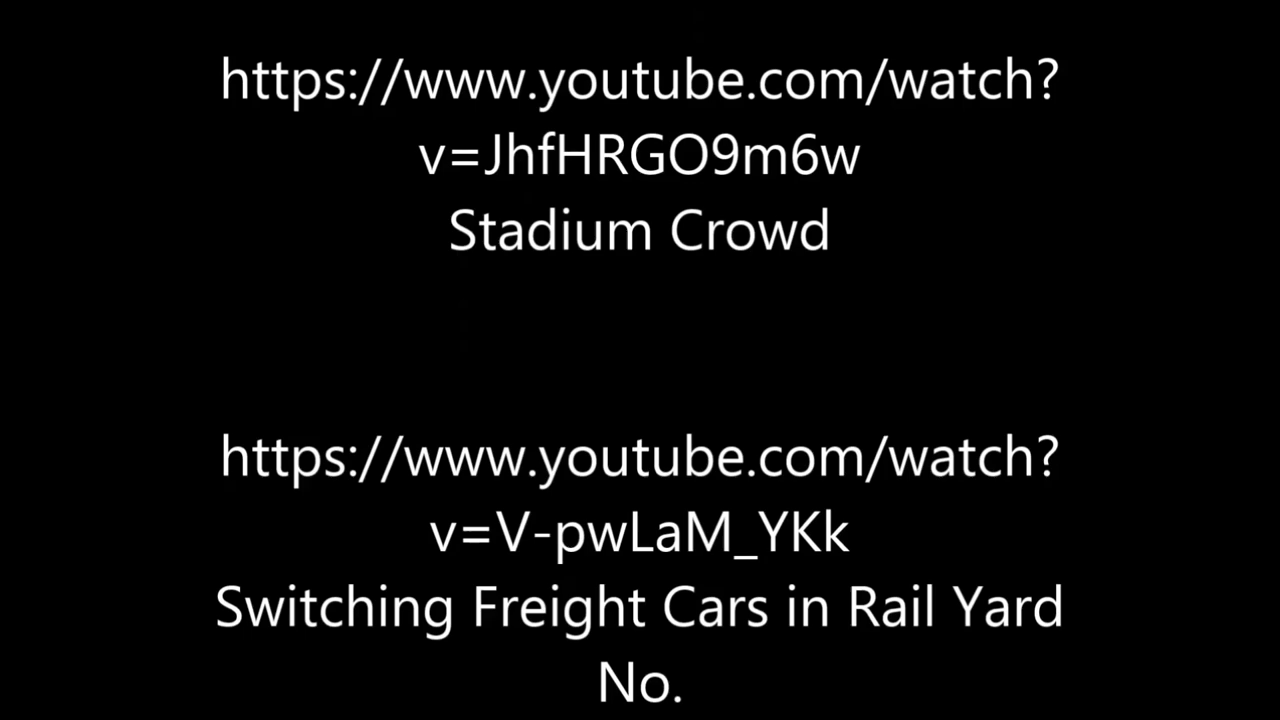 https://www.youtube.com/watch?
v=JhfHRGO9m6w
Stadium Crowd
https://www.youtube.com/watch?
v=V-pwLaM_YKk
Switching Freight Cars in Rail Yard
No.